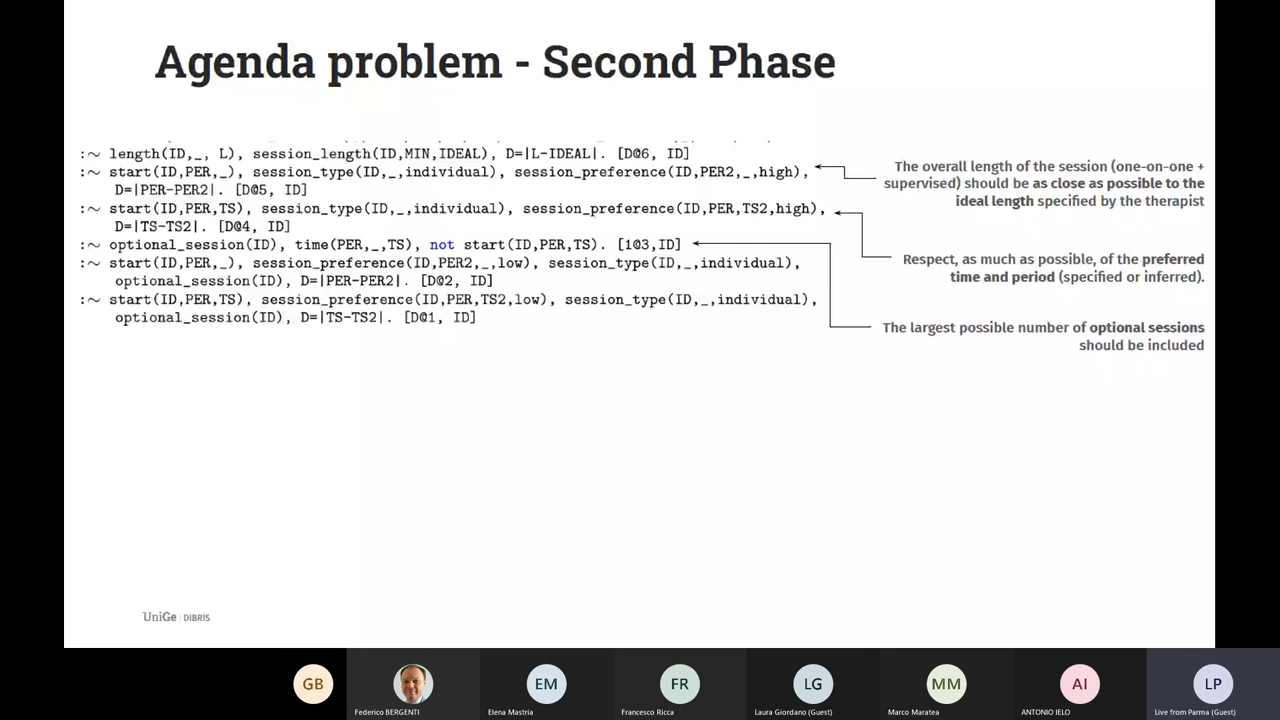 Agenda problem - Second Phase
:∼ length(ID,_, L), session_length(ID,MIN,IDEAL), D=|L-IDEAL|. [D@6, ID]
:∼ start(ID,PER,_), session_type(ID,_,individual), session_preference(ID,PER2,_,high),
D=|PER-PER2|. [D@5, ID]
:∼ start(ID,PER,TS), session_type(ID,_,individual), session_preference(ID,PER,TS2,high),
D=|TS-TS2|. [D@4, ID]
:∼ optional_session(ID), time(PER,_,TS), not start(ID,PER,TS). [1@3,ID]
:∼ start(ID,PER,_), session_preference(ID,PER2,_,low), session_type(ID,_,individual),
optional_session(ID), D=|PER-PER2|. [D@2, ID]
:∼ start(ID,PER,TS), session_preference(ID,PER,TS2,low), session_type(ID,_,individual),
optional_session(ID), D=|TS-TS2|. [D@1, ID]
The overall length of the session (one-on-one +
supervised) should be as close as possible to the
ideal length specified by the therapist
Respect, as much as possible, of the preferred
time and period (specified or inferred).
The largest possible number of optional sessions
should be included
UniGe | DIBRIS
GB
EM
FR
LG
MM
AI
LP
Federico BERGENTI
Elena Mastria
Francesco Ricca
Laura Giordano (Guest)
Marco Maratea
ANTONIO IELO
Live from Parma (Guest)